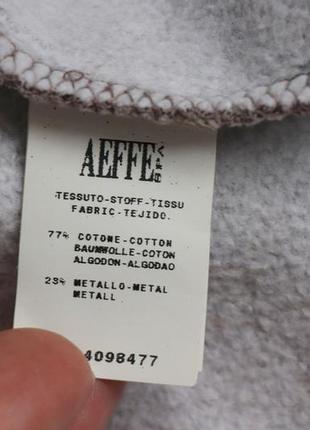 AEFFE
TESSUTO-STOFF-TISSU
FABRIC-TEJIDO.
77% COTONE-COTTON
BAUMWOLLE-COTON
ALGODON-ALGODAO
23% METALLO-METAL
METALL
4098477